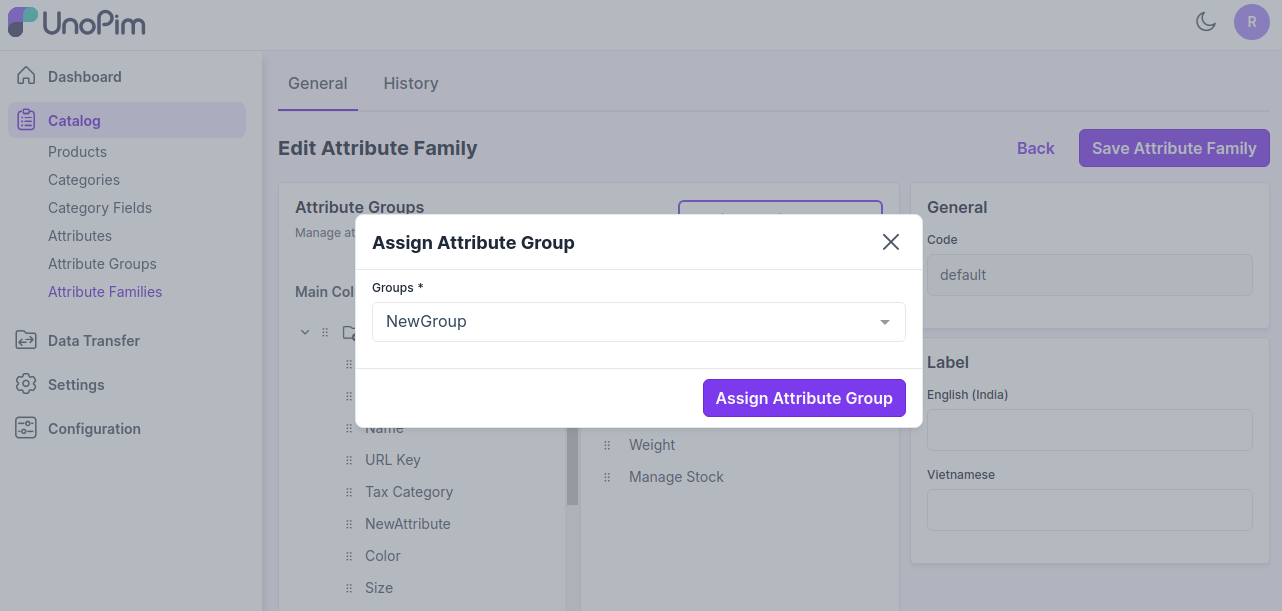 UnoPim
R
Dashboard
Catalog
Products
Categories
Category Fields
Attributes
Attribute Groups
Attribute Families
Data Transfer
Settings
Configuration
General
History
Edit Attribute Family
Back
Save Attribute Family
Attribute Groups
Manage at
Main Col
Assign Attribute Group
Groups *
NewGroup
Assign Attribute Group
Name
URL Key
Tax Category
NewAttribute
Color
Size
Weight
Manage Stock
General
Code
default
Label
English (India)
Vietnamese